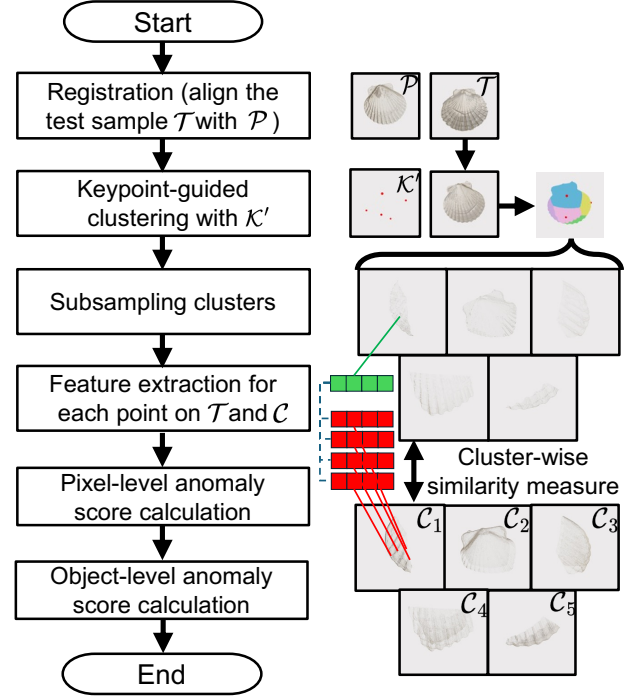 Start
Registration (align the
test sample 𝒯 with 𝒫 )
Keypoint-guided
clustering with 𝒦′
Subsampling clusters
Feature extraction for
each point on 𝒯 and 𝒞
Pixel-level anomaly
score calculation
Object-level anomaly
score calculation
End
𝒫
𝒯
𝒦′
Cluster-wise
similarity measure
𝒞₁
𝒞₂
𝒞₃
𝒞₄
𝒞₅